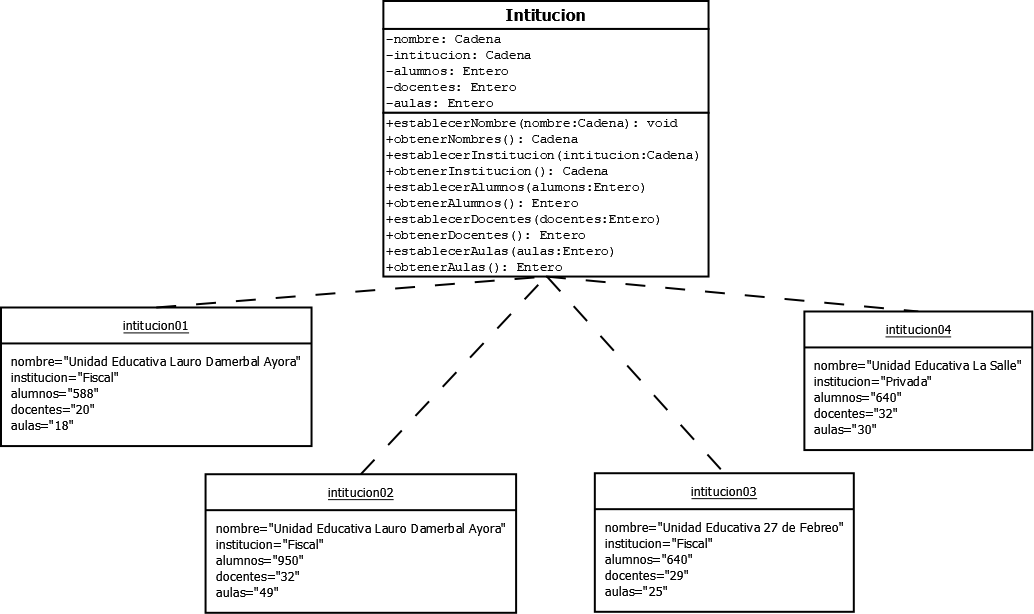 Intitucion
-nombre: Cadena
-intitucion: Cadena
-alumnos: Entero
-docentes: Entero
-aulas: Entero
+establecerNombre(nombre:Cadena): void
+obtenerNombres(): Cadena
+establecerInstitucion(intitucion:Cadena)
+obtenerInstitucion(): Cadena
+establecerAlumnos(alumons:Entero)
+obtenerAlumnos(): Entero
+establecerDocentes(docentes:Entero)
+obtenerDocentes(): Entero
+establecerAulas(aulas:Entero)
+obtenerAulas(): Entero
intitucion01
nombre="Unidad Educativa Lauro Damerbal Ayora"
institucion="Fiscal"
alumnos="588"
docentes="20"
aulas="18"
intitucion04
nombre="Unidad Educativa La Salle"
institucion="Privada"
alumnos="640"
docentes="32"
aulas="30"
intitucion02
nombre="Unidad Educativa Lauro Damerbal Ayora"
institucion="Fiscal"
alumnos="950"
docentes="32"
aulas="49"
intitucion03
nombre="Unidad Educativa 27 de Febreo"
institucion="Fiscal"
alumnos="640"
docentes="29"
aulas="25"